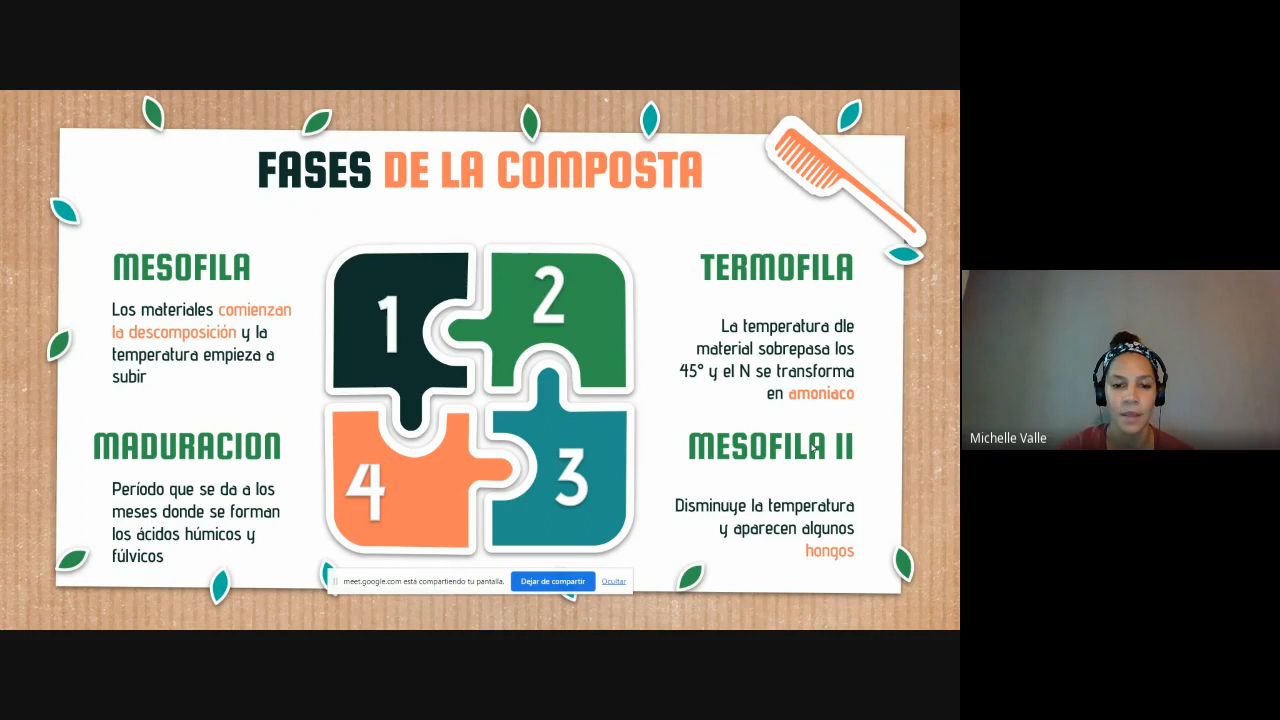 FASES DE LA COMPOSTA
MESOFILA
Los materiales comienzan
la descomposición y la
temperatura empieza a
subir
1
2
TERMOFILA
La temperatura dle
material sobrepasa los
45° y el N se transforma
en amoniaco
MADURACION
Período que se da a los
meses donde se forman
los ácidos húmicos y
fúlvicos
4
3
MESOFILA II
Disminuye la temperatura
y aparecen algunos
hongos
meet.google.com está compartiendo tu pantalla.
Dejar de compartir
Ocultar
Michelle Valle